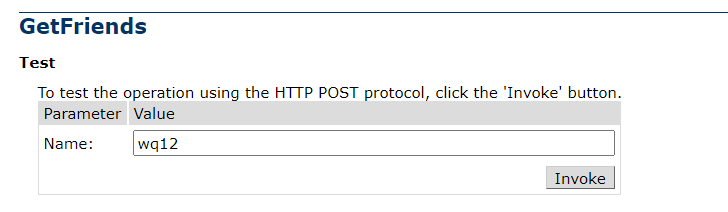 GetFriends
Test
To test the operation using the HTTP POST protocol, click the 'Invoke' button.
Parameter Value
Name: wq12
Invoke